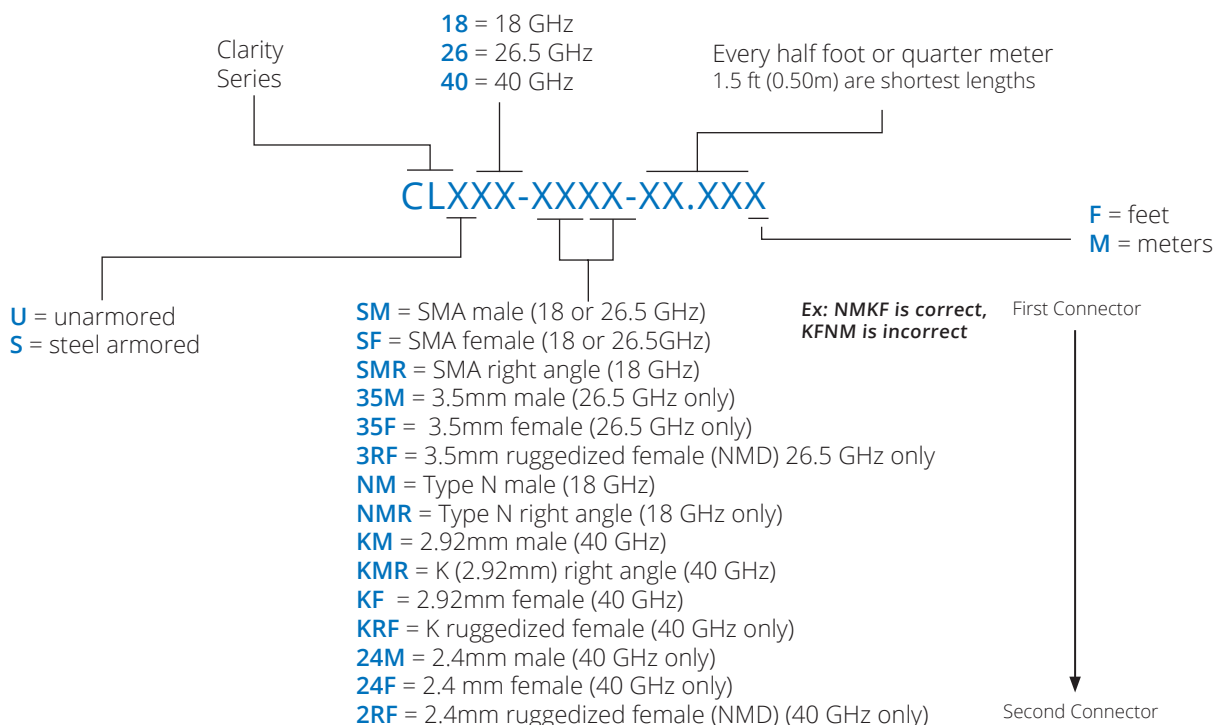 18 = 18 GHz
26 = 26.5 GHz
40 = 40 GHz
Clarity
Series
Every half foot or quarter meter
1.5 ft (0.50m) are shortest lengths
CLXXX-XXXX-XX.XXX
F = feet
M = meters
U = unarmored
S = steel armored
SM = SMA male (18 or 26.5 GHz)
SF = SMA female (18 or 26.5GHz)
SMR = SMA right angle (18 GHz)
35M = 3.5mm male (26.5 GHz only)
35F = 3.5mm female (26.5 GHz only)
3RF = 3.5mm ruggedized female (NMD) 26.5 GHz only
NM = Type N male (18 GHz)
NMR = Type N right angle (18 GHz only)
KM = 2.92mm male (40 GHz)
KMR = K (2.92mm) right angle (40 GHz)
KF = 2.92mm female (40 GHz)
KRF = K ruggedized female (40 GHz only)
24M = 2.4mm male (40 GHz only)
24F = 2.4 mm female (40 GHz only)
2RF = 2.4mm ruggedized female (NMD) (40 GHz only)
Ex: NMKF is correct,
KFNM is incorrect
First Connector
Second Connector